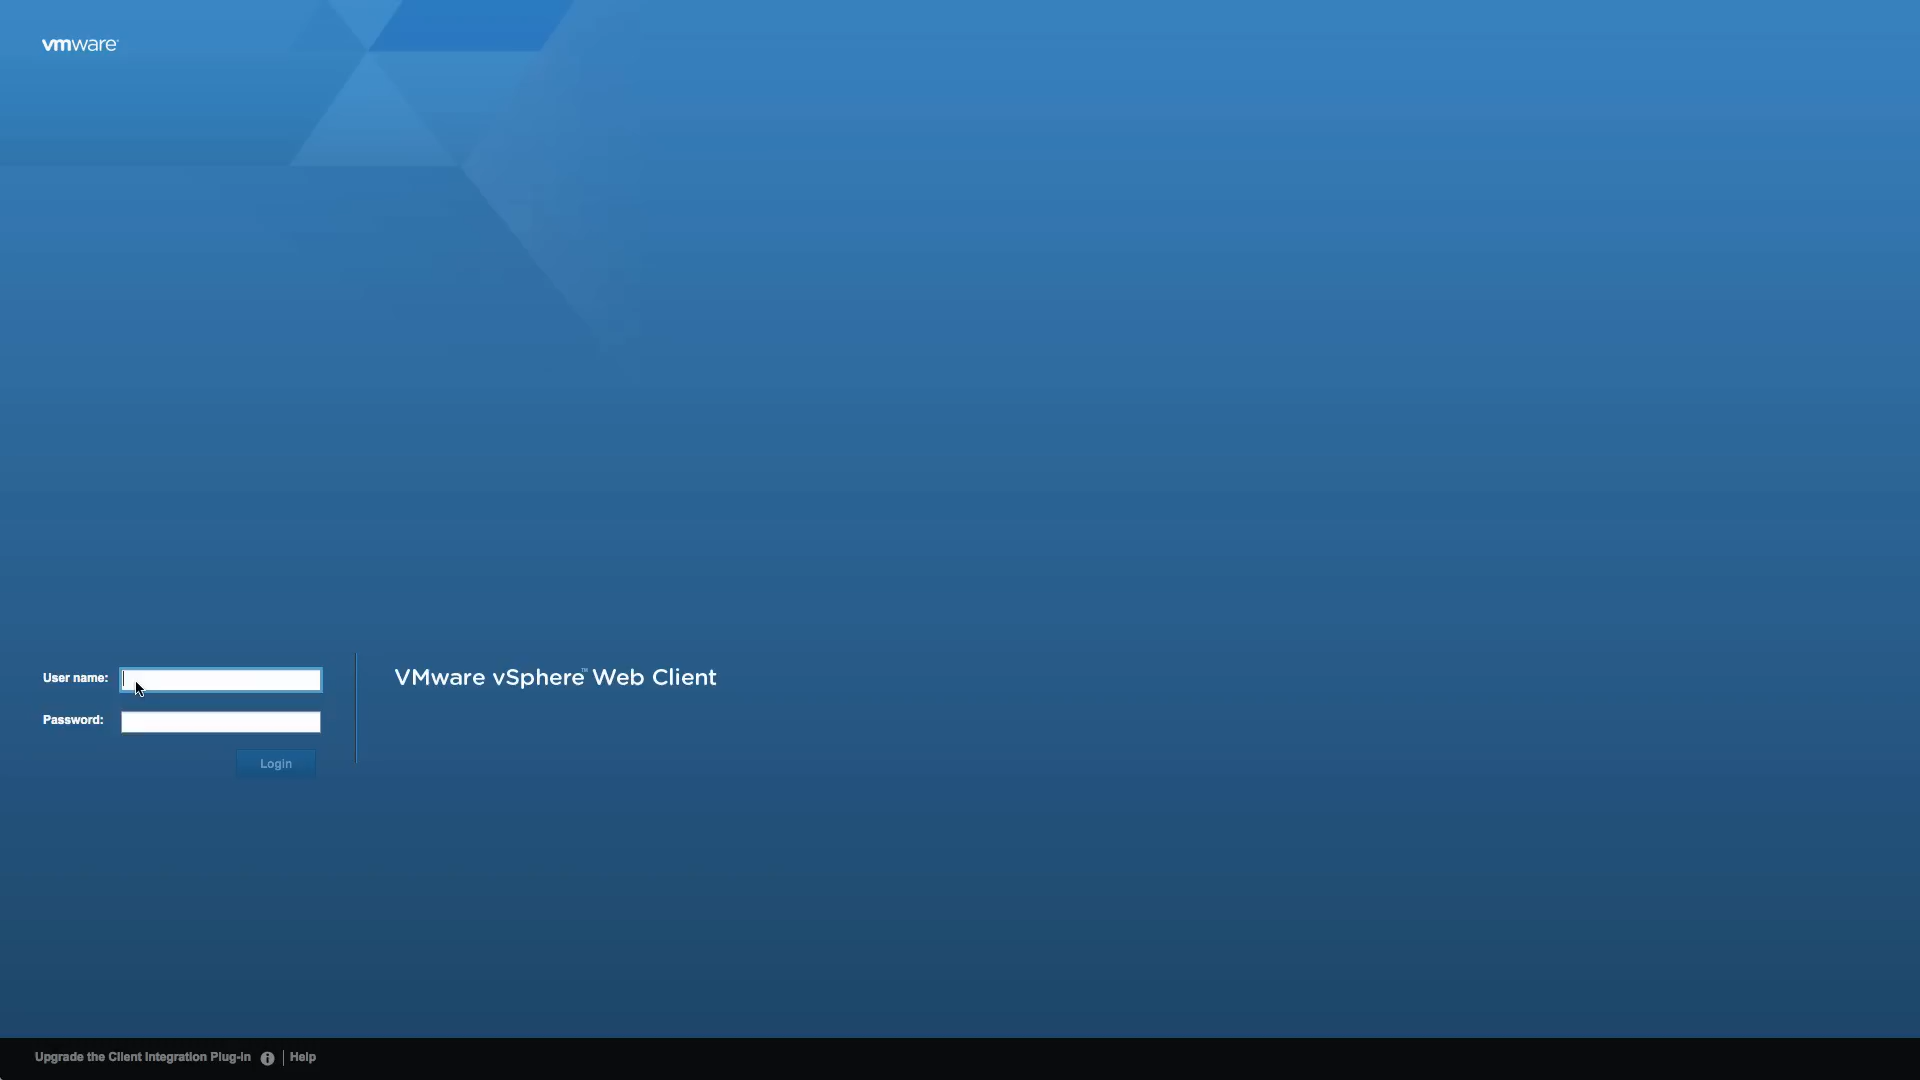 vmware
User name:
VMware vSphere™ Web Client
Password:
Login
Upgrade the Client Integration Plug-in
Help